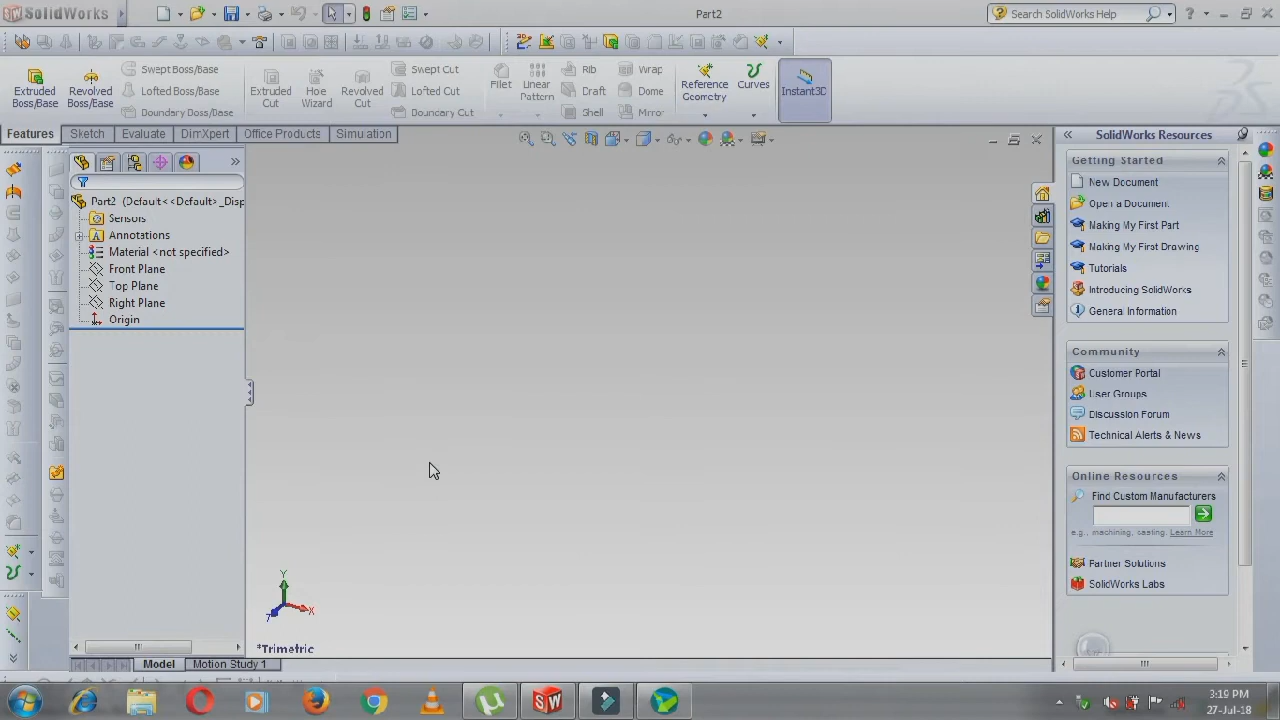 SolidWorks
Part2
Search SolidWorks Help
Extruded Boss/Base
Revolved Boss/Base
Swept Boss/Base
Lofted Boss/Base
Boundary Boss/Base
Extruded Cut
Hole Wizard
Revolved Cut
Swept Cut
Lofted Cut
Boundary Cut
Fillet
Linear Pattern
Rib
Draft
Shell
Wrap
Dome
Mirror
Reference Geometry
Curves
Instant3D
Features
Sketch
Evaluate
DimXpert
Office Products
Simulation
Part2 (Default<<Default>_Disp
Sensors
Annotations
Material <not specified>
Front Plane
Top Plane
Right Plane
Origin
Y
X
Z
*Trimetric
Model
Motion Study 1
SolidWorks Resources
Getting Started
New Document
Open a Document
Making My First Part
Making My First Drawing
Tutorials
Introducing SolidWorks
General Information
Community
Customer Portal
User Groups
Discussion Forum
Technical Alerts & News
Online Resources
Find Custom Manufacturers
e.g., machining, casting. Learn More
Partner Solutions
SolidWorks Labs
3:19 PM
27-Jul-18